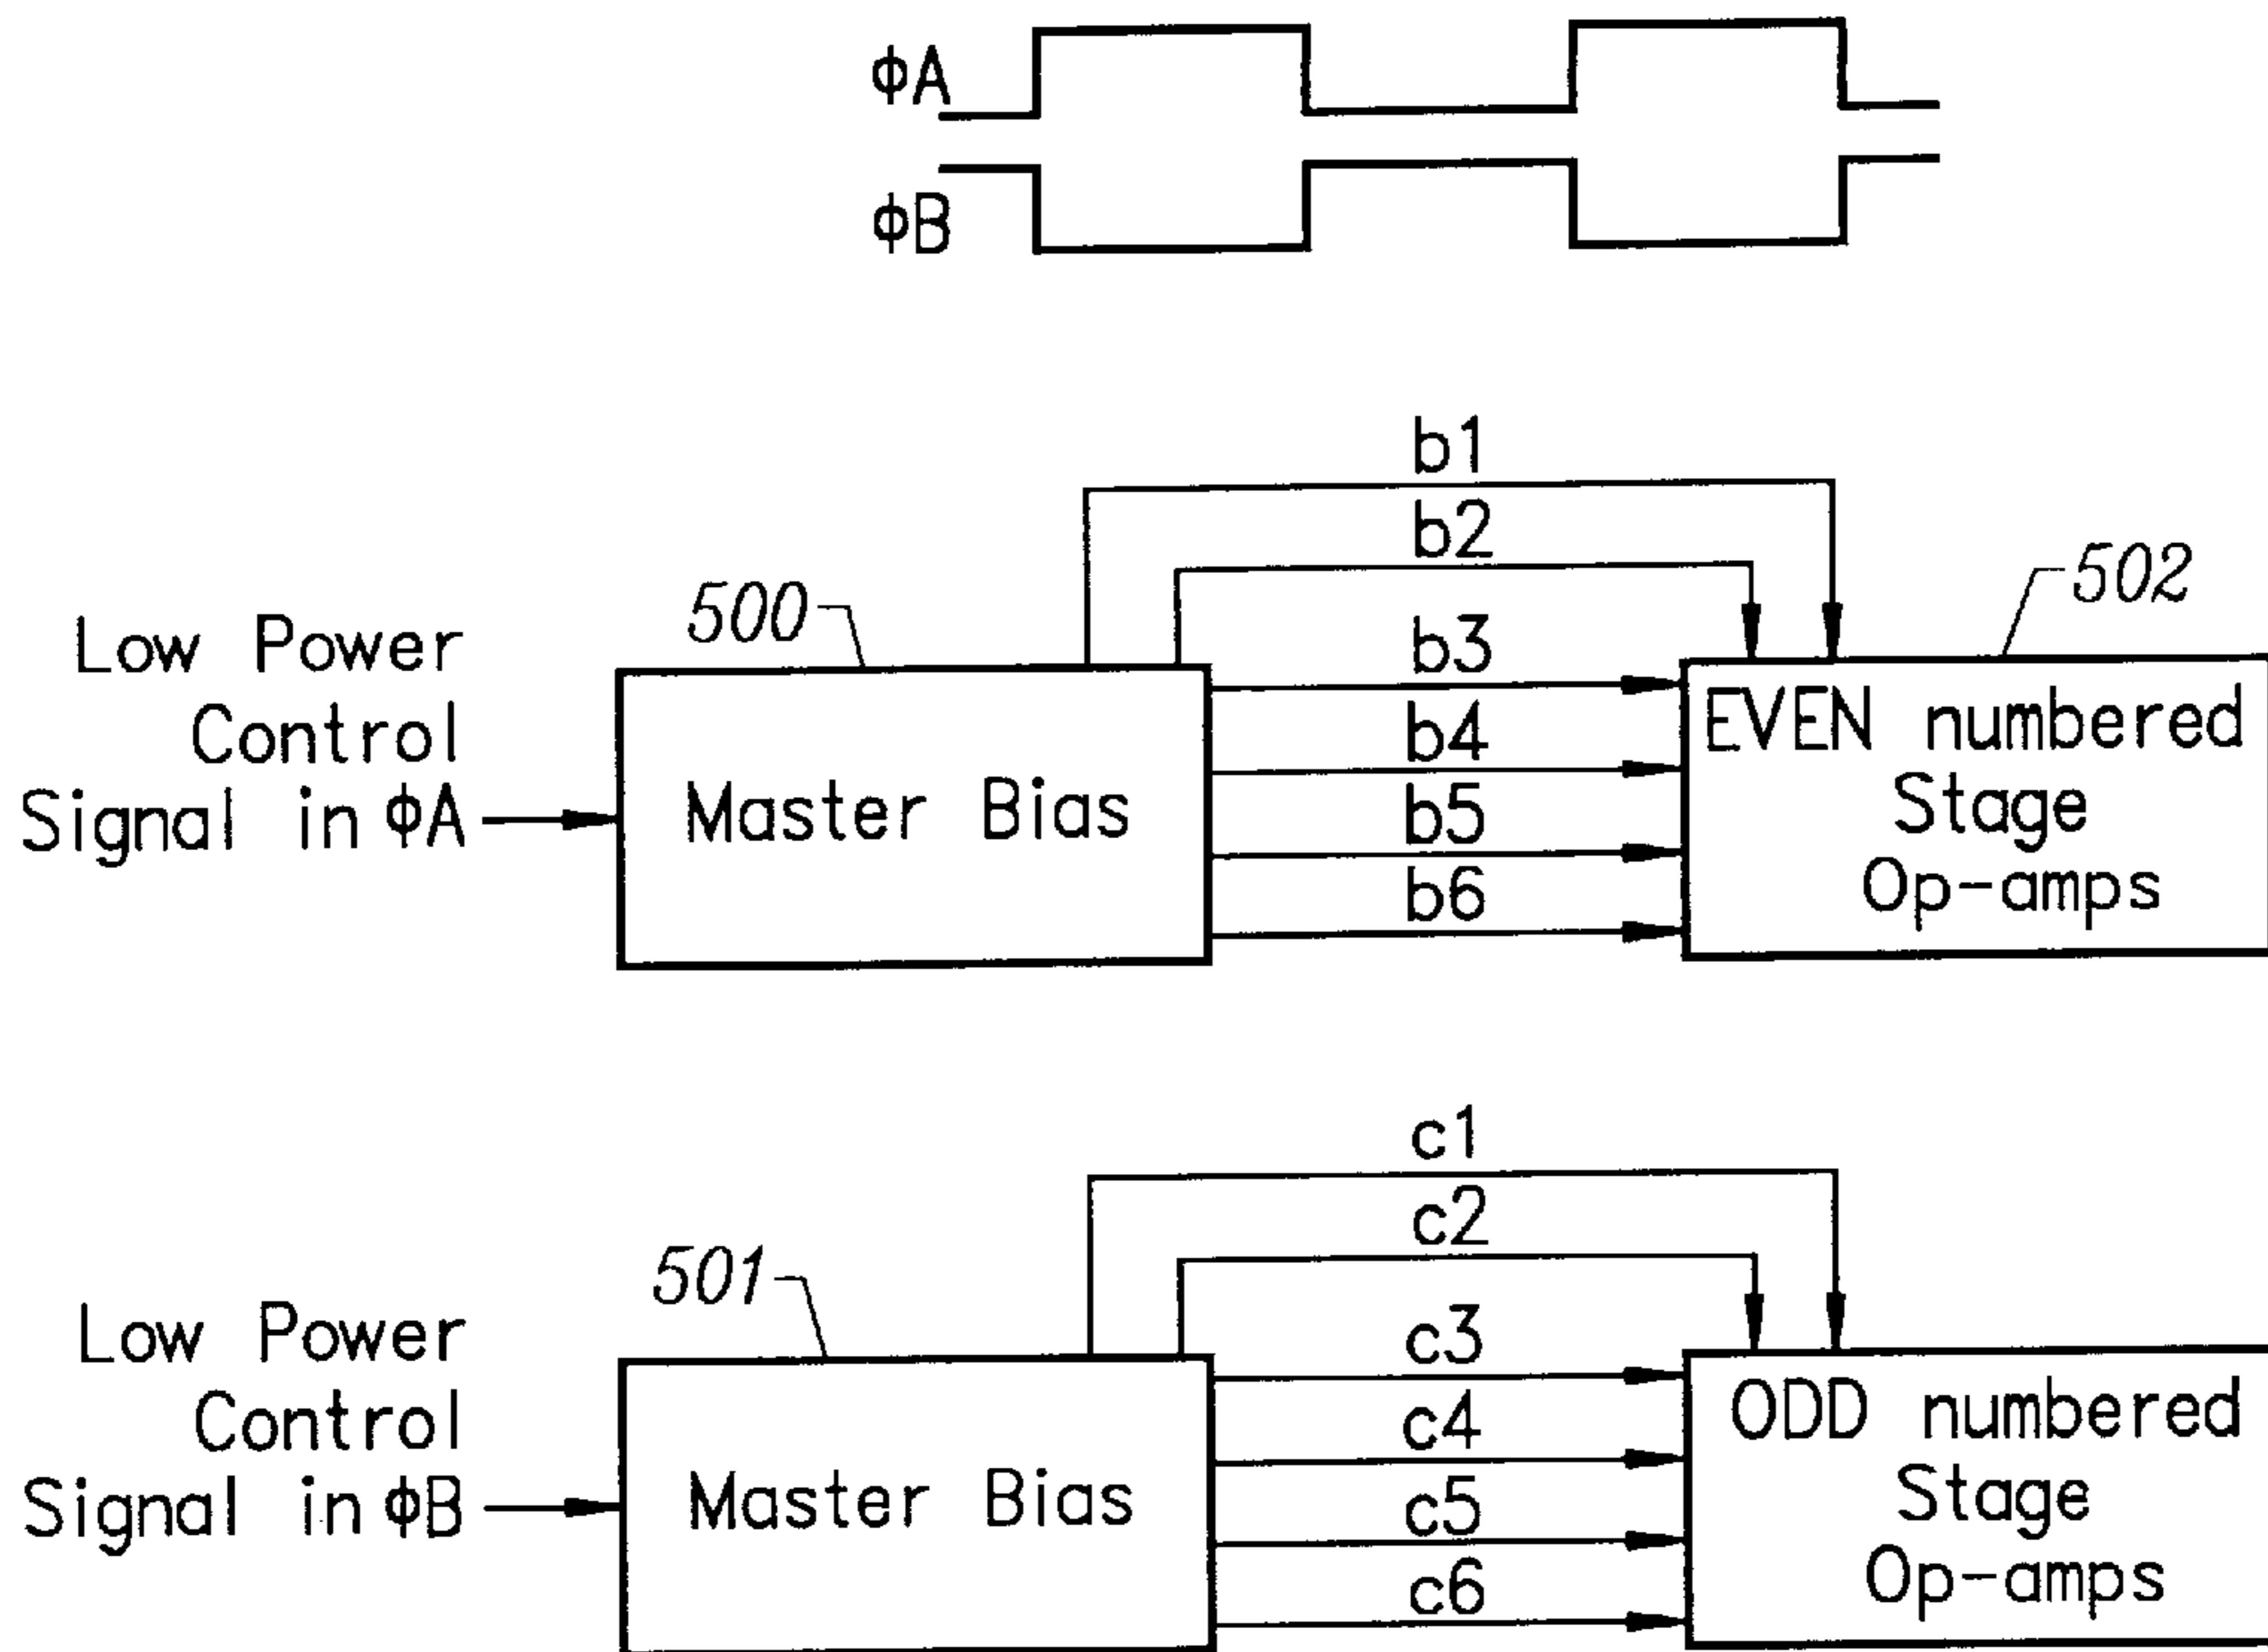 ϕA
ϕB
b1
b2
500
502
b3
Low Power
Control
Signal in ϕA
b4
b5
b6
Master Bias
EVEN numbered
Stage
Op-amps
c1
c2
501
c3
Low Power
Control
Signal in ϕB
c4
c5
c6
Master Bias
ODD numbered
Stage
Op-amps